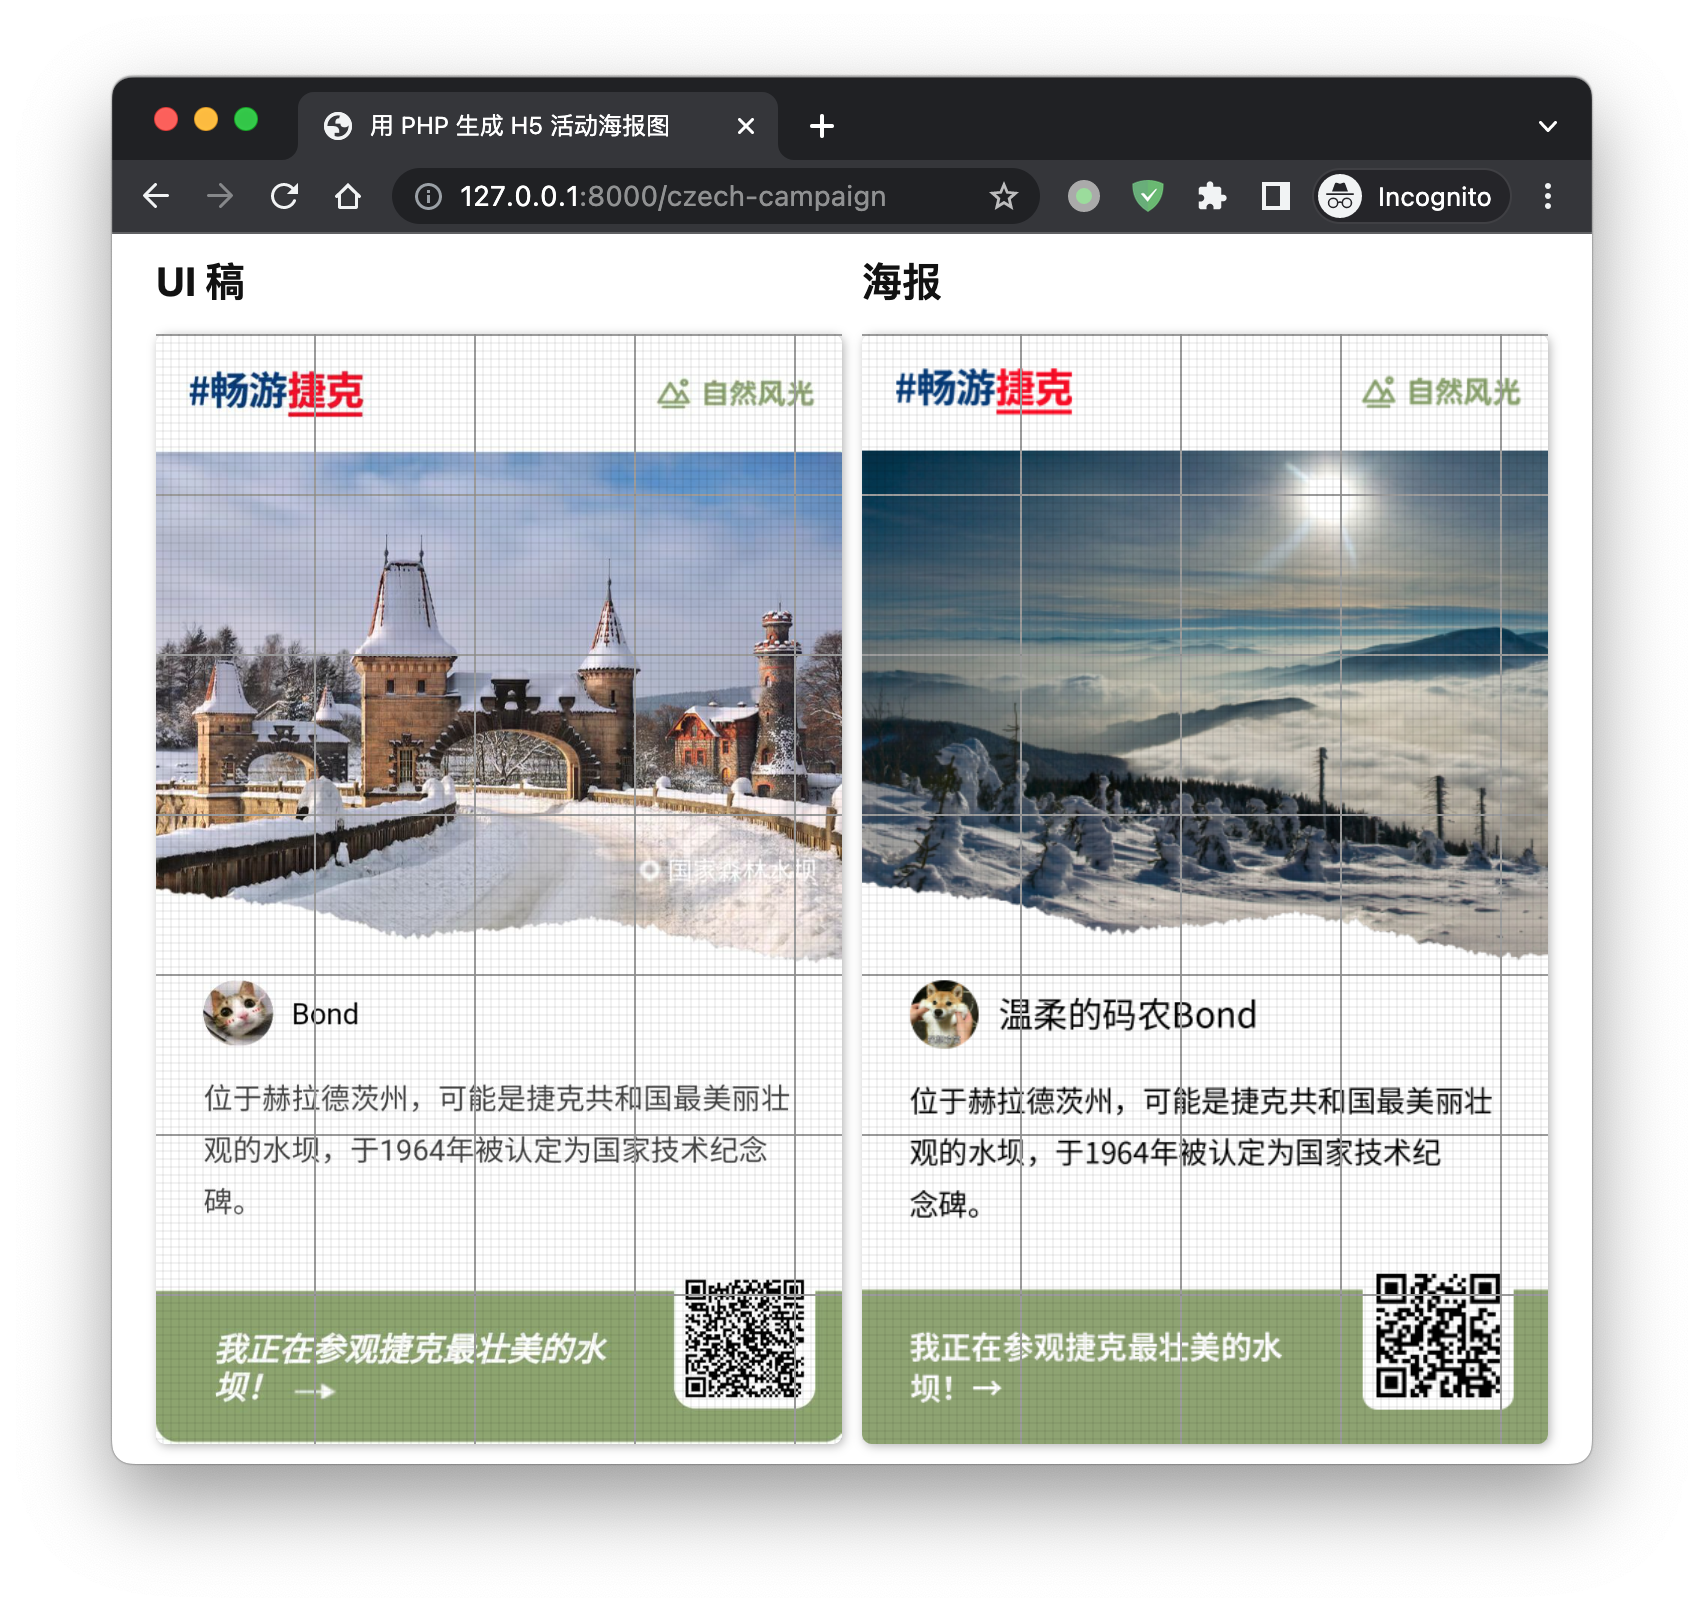 用 PHP 生成 H5 活动海报图
127.0.0.1:8000/czech-campaign
Incognito
UI 稿
#畅游捷克
自然风光
国家森林水坝
Bond
位于赫拉德茨州，可能是捷克共和国最美丽壮
观的水坝，于1964年被认定为国家技术纪念
碑。
我正在参观捷克最壮美的水
坝！ →
海报
#畅游捷克
自然风光
温柔的码农Bond
位于赫拉德茨州，可能是捷克共和国最美丽壮
观的水坝，于1964年被认定为国家技术纪
念碑。
我正在参观捷克最壮美的水
坝！→